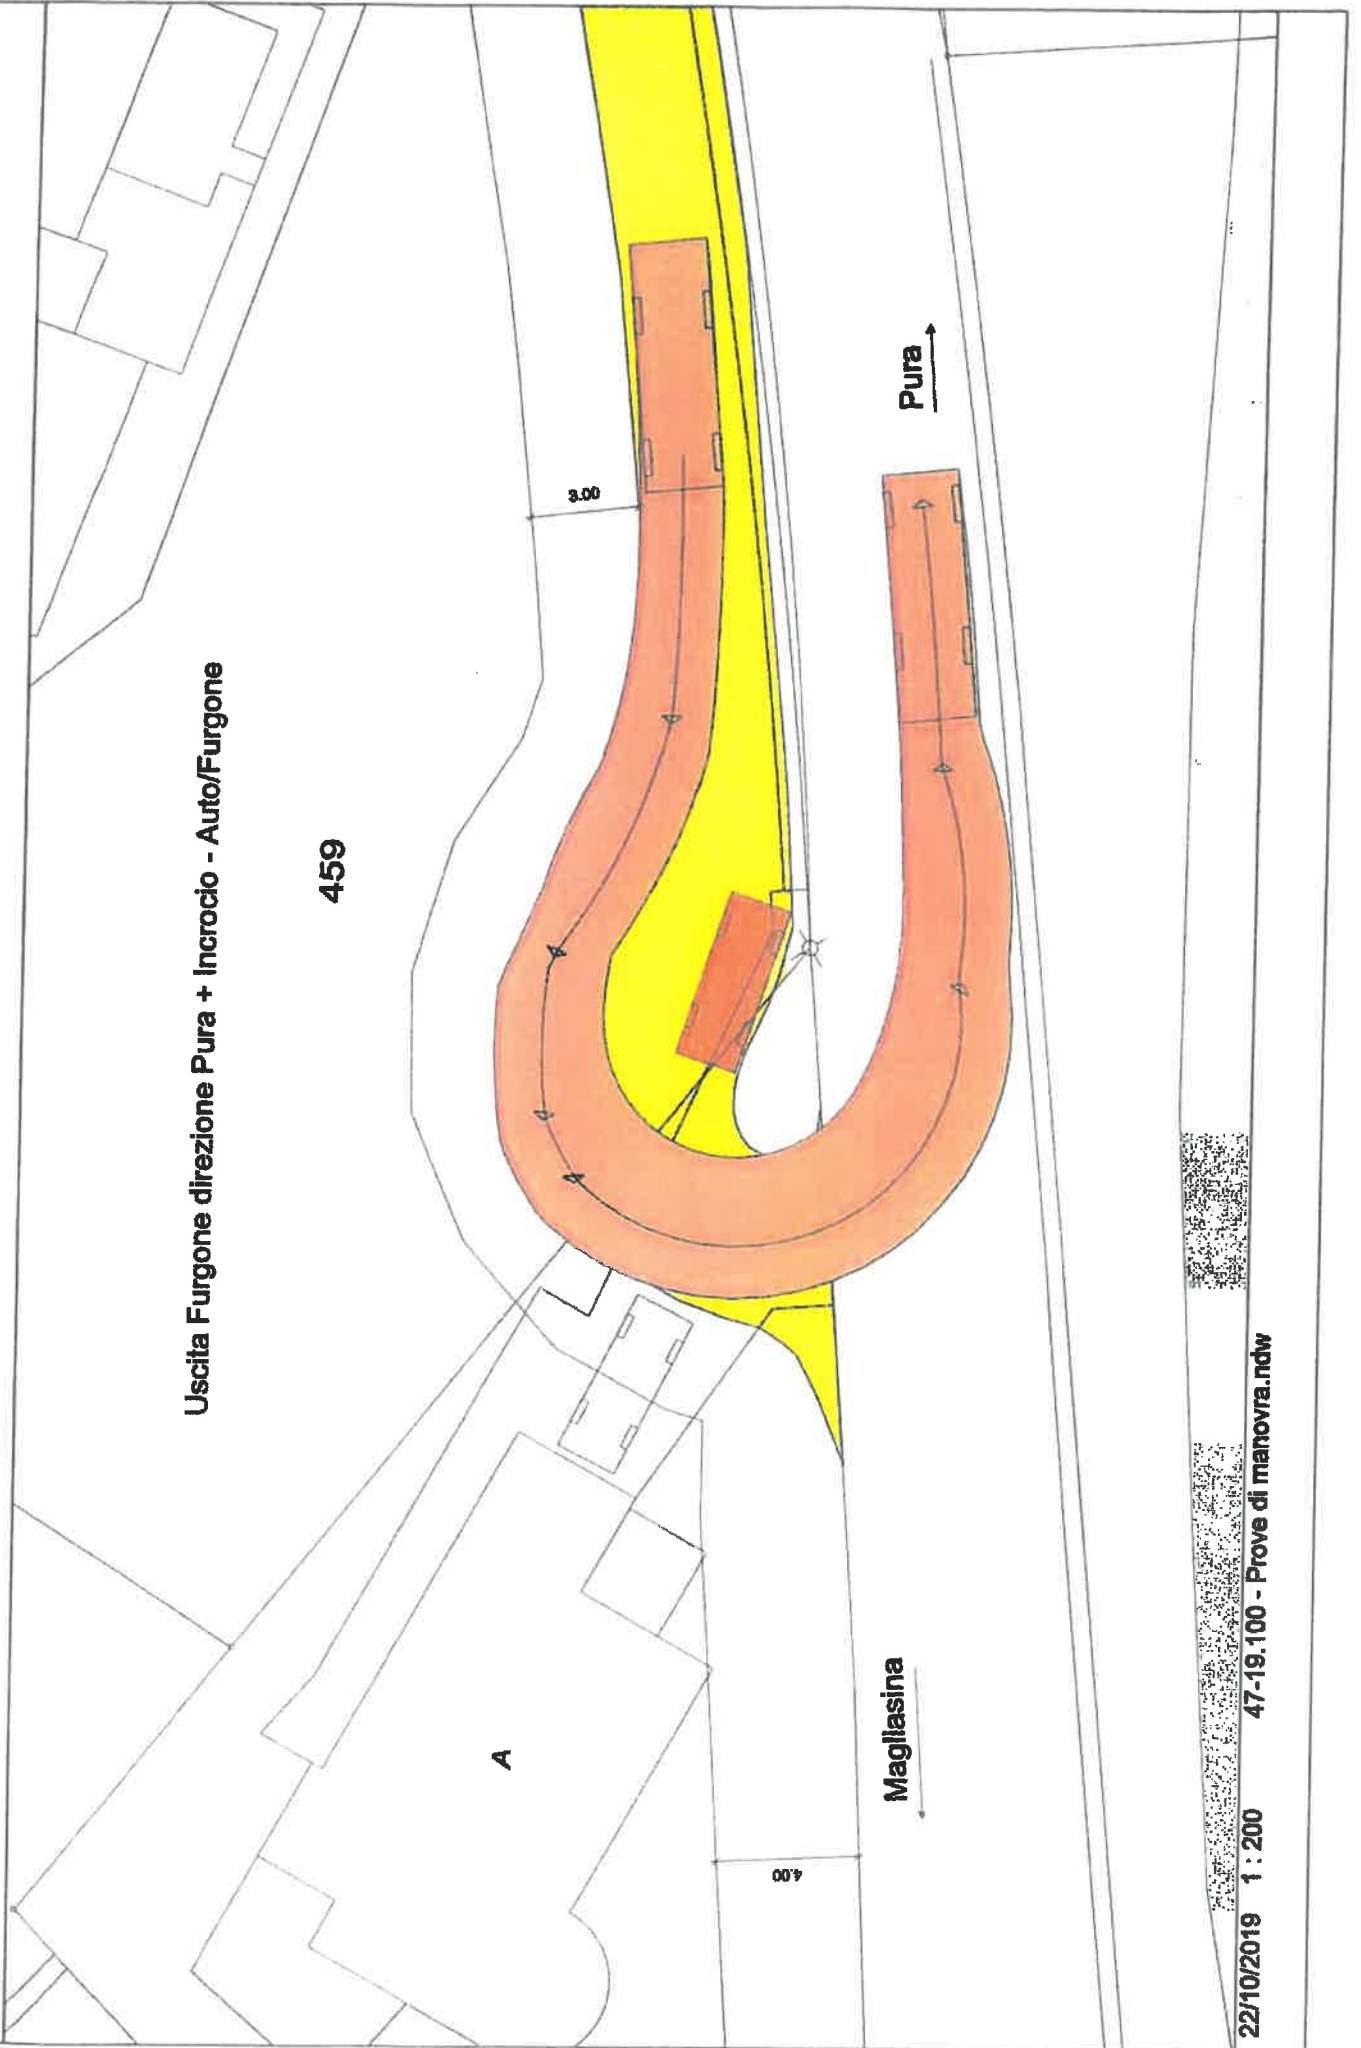 Uscita Furgone direzione Pura + Incrocio - Auto/Furgone
459
3.00
Pura
A
Magliasina
4.00
22/10/2019 1 : 200 47-19.100 - Prove di manovra.ndw